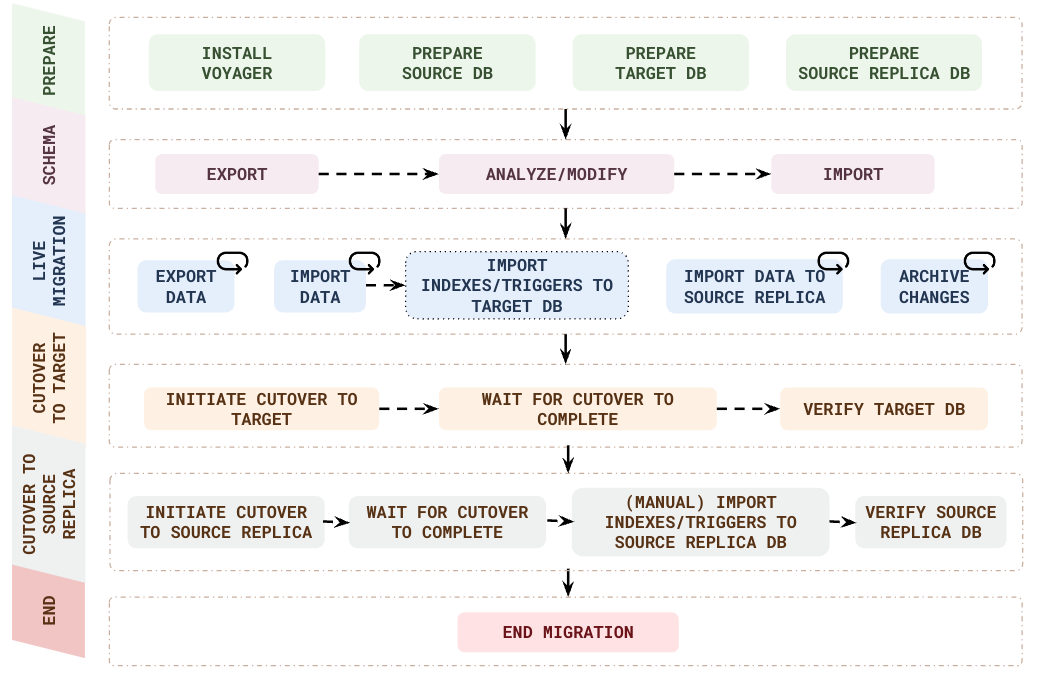 PREPARE
INSTALL
VOYAGER
PREPARE
SOURCE DB
PREPARE
TARGET DB
PREPARE
SOURCE REPLICA DB
SCHEMA
EXPORT
ANALYZE/MODIFY
IMPORT
LIVE
MIGRATION
EXPORT
DATA
IMPORT
DATA
IMPORT
INDEXES/TRIGGERS TO
TARGET DB
IMPORT DATA TO
SOURCE REPLICA
ARCHIVE
CHANGES
CUTOVER
TO TARGET
INITIATE CUTOVER TO
TARGET
WAIT FOR CUTOVER TO
COMPLETE
VERIFY TARGET DB
CUTOVER TO
SOURCE
REPLICA
INITIATE CUTOVER
TO SOURCE REPLICA
WAIT FOR CUTOVER
TO COMPLETE
(MANUAL) IMPORT
INDEXES/TRIGGERS TO
SOURCE REPLICA DB
VERIFY SOURCE
REPLICA DB
END
END MIGRATION